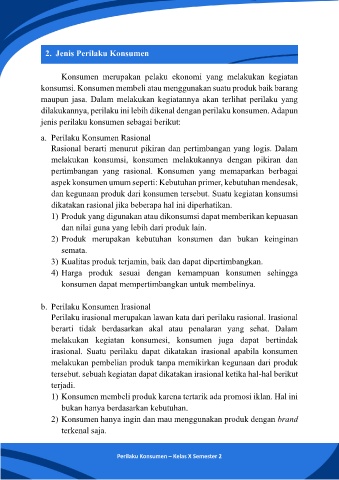 2. Jenis Perilaku Konsumen
Konsumen merupakan pelaku ekonomi yang melakukan kegiatan
konsumsi. Konsumen membeli atau menggunakan suatu produk baik barang
maupun jasa. Dalam melakukan kegiatannya akan terlihat perilaku yang
dilakukannya, perilaku ini lebih dikenal dengan perilaku konsumen. Adapun
jenis perilaku konsumen sebagai berikut:
a. Perilaku Konsumen Rasional
Rasional berarti menurut pikiran dan pertimbangan yang logis. Dalam
melakukan konsumsi, konsumen melakukannya dengan pikiran dan
pertimbangan yang rasional. Konsumen yang memaparkan berbagai
aspek konsumen umum seperti: Kebutuhan primer, kebutuhan mendesak,
dan kegunaan produk dari konsumen tersebut. Suatu kegiatan konsumsi
dikatakan rasional jika beberapa hal ini diperhatikan.
1) Produk yang digunakan atau dikonsumsi dapat memberikan kepuasan
dan nilai guna yang lebih dari produk lain.
2) Produk merupakan kebutuhan konsumen dan bukan keinginan
semata.
3) Kualitas produk terjamin, baik dan dapat dipertimbangkan.
4) Harga produk sesuai dengan kemampuan konsumen sehingga
konsumen dapat mempertimbangkan untuk membelinya.
b. Perilaku Konsumen Irasional
Perilaku irasional merupakan lawan kata dari perilaku rasional. Irasional
berarti tidak berdasarkan akal atau penalaran yang sehat. Dalam
melakukan kegiatan konsumesi, konsumen juga dapat bertindak
irasional. Suatu perilaku dapat dikatakan irasional apabila konsumen
melakukan pembelian produk tanpa memikirkan kegunaan dari produk
tersebut. sebuah kegiatan dapat dikatakan irasional ketika hal-hal berikut
terjadi.
1) Konsumen membeli produk karena tertarik ada promosi iklan. Hal ini
bukan hanya berdasarkan kebutuhan.
2) Konsumen hanya ingin dan mau menggunakan produk dengan brand
terkenal saja.
Perilaku Konsumen – Kelas X Semester 2